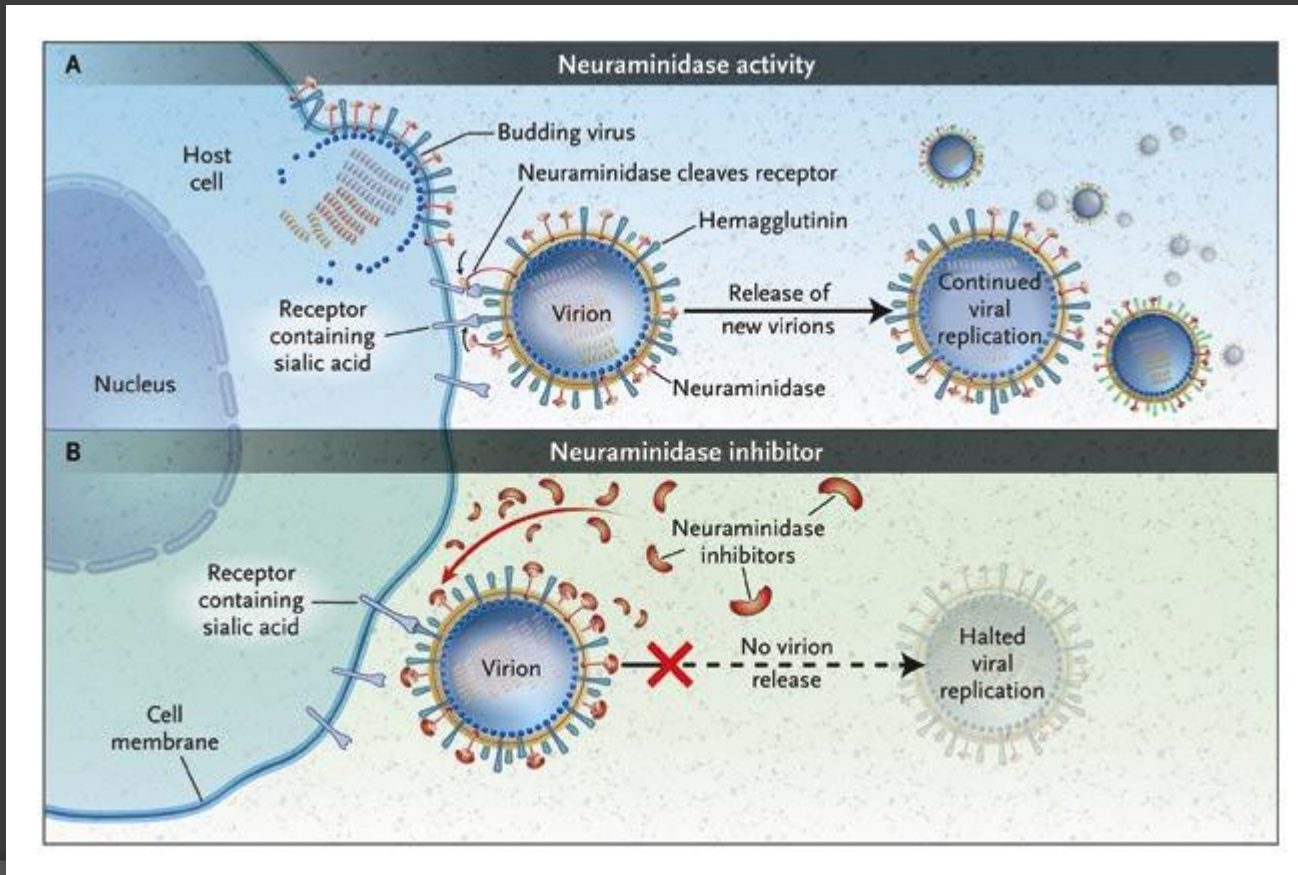 A
Neuraminidase activity
Host
cell
Budding virus
Neuraminidase cleaves receptor
Hemagglutinin
Receptor
containing
sialic acid
Virion
Release of
new virions
Continued
viral
replication
Nucleus
Neuraminidase
B
Neuraminidase inhibitor
Neuraminidase
inhibitors
Receptor
containing
sialic acid
Virion
No virion
release
Halted
viral
replication
Cell
membrane